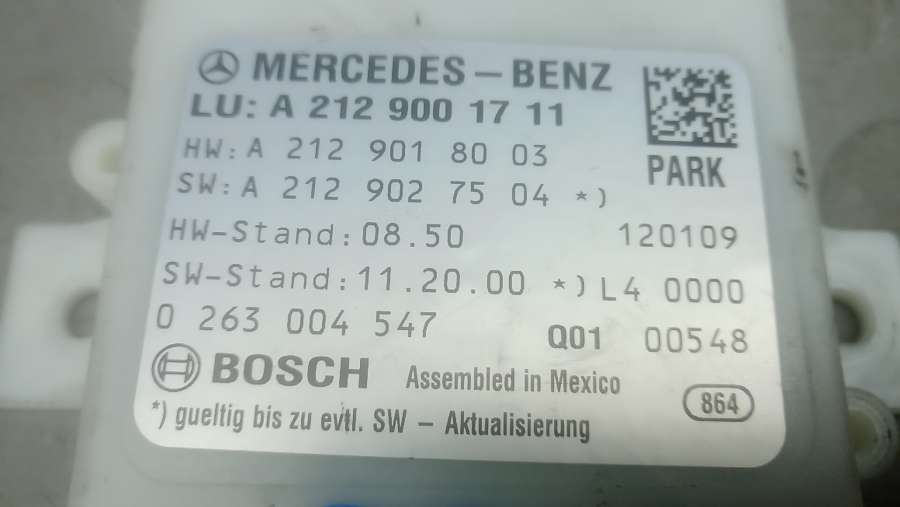 MERCEDES-BENZ
LU: A 212 900 17 11
HW: A 212 901 80 03
PARK
SW: A 212 902 75 04 *)
HW-Stand: 08.50 120109
SW-Stand: 11.20.00 *) L4 0000
0 263 004 547 Q01 00548
BOSCH Assembled in Mexico
864
*) gueltig bis zu evtl. SW - Aktualisierung